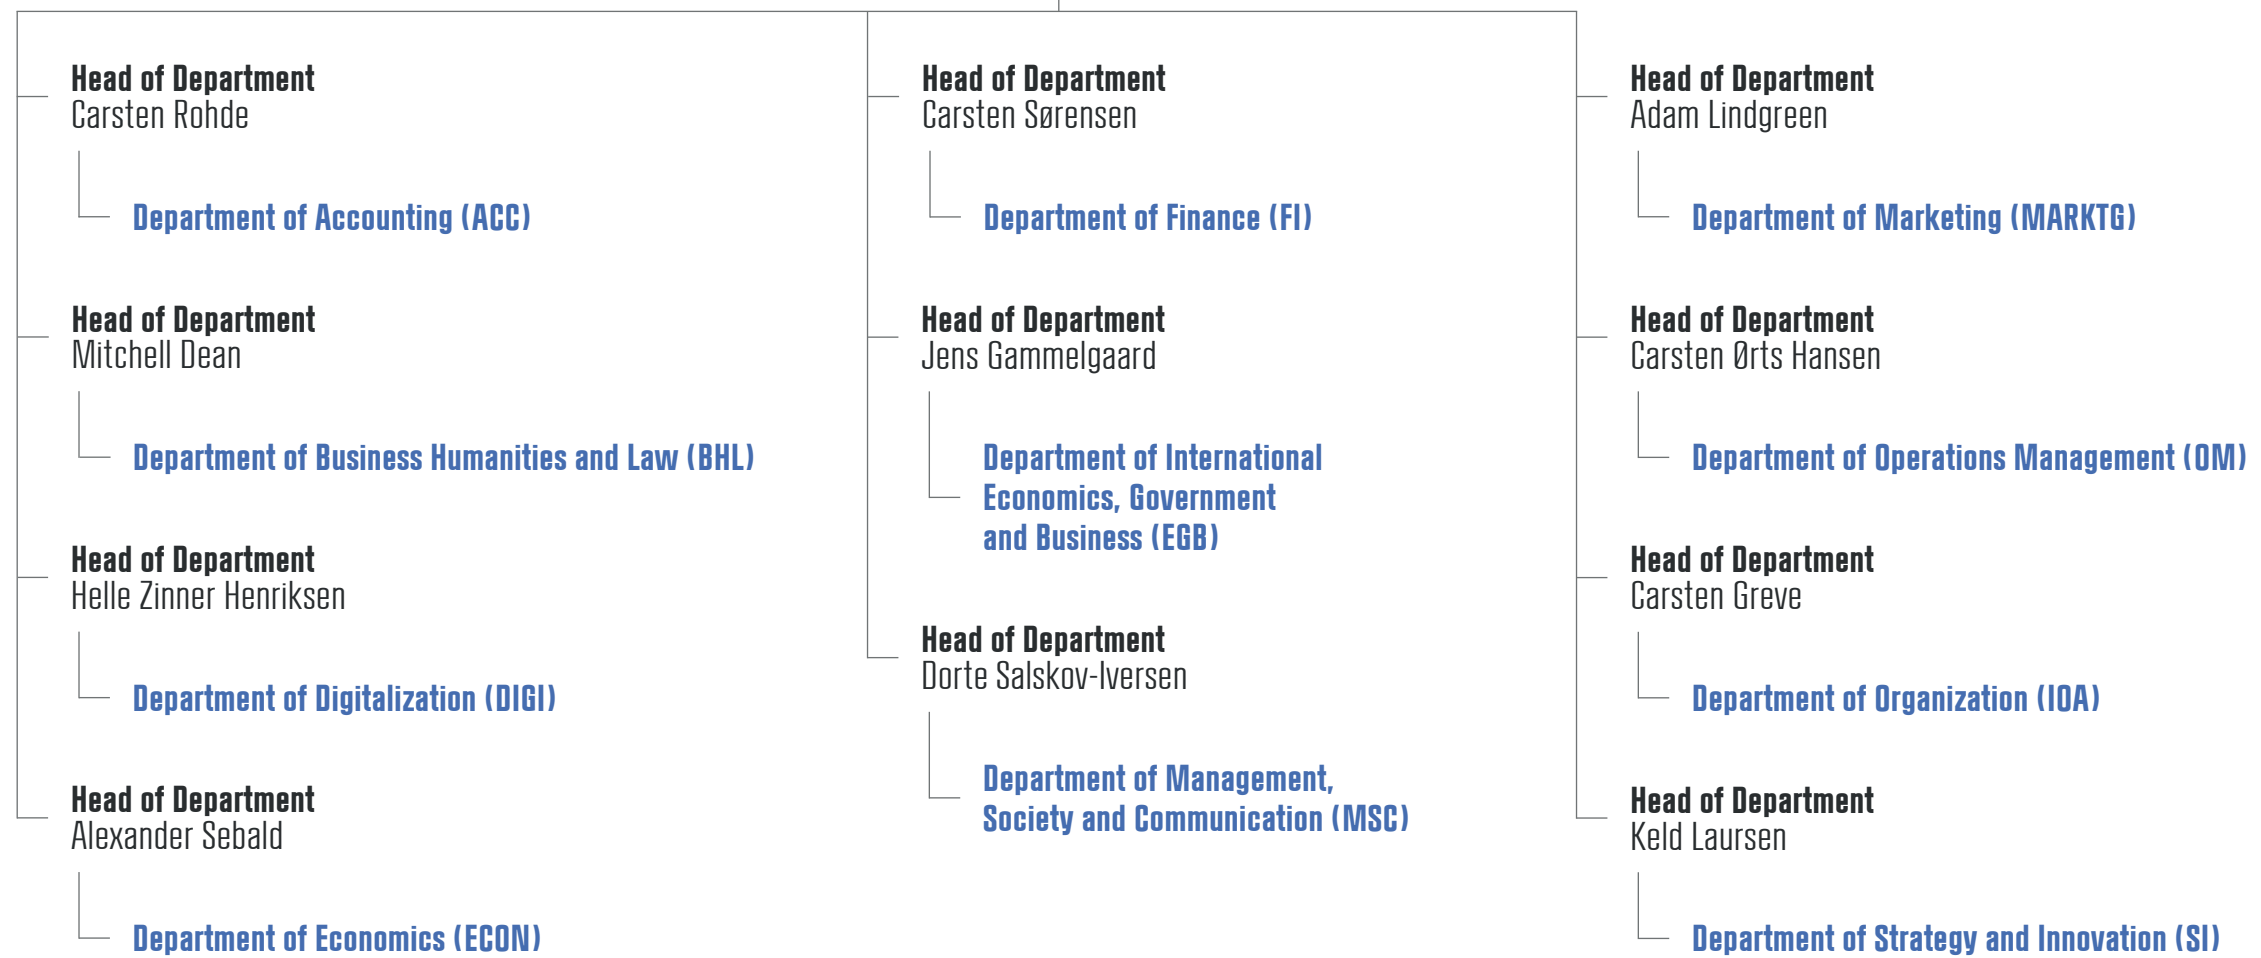 Head of Department
Carsten Rohde
Department of Accounting (ACC)
Head of Department
Mitchell Dean
Department of Business Humanities and Law (BHL)
Head of Department
Helle Zinner Henriksen
Department of Digitalization (DIGI)
Head of Department
Alexander Sebald
Department of Economics (ECON)
Head of Department
Carsten Sørensen
Department of Finance (FI)
Head of Department
Jens Gammelgaard
Department of International
Economics, Government
and Business (EGB)
Head of Department
Dorte Salskov-Iversen
Department of Management,
Society and Communication (MSC)
Head of Department
Adam Lindgreen
Department of Marketing (MARKTG)
Head of Department
Carsten Ørts Hansen
Department of Operations Management (OM)
Head of Department
Carsten Greve
Department of Organization (IOA)
Head of Department
Keld Laursen
Department of Strategy and Innovation (SI)